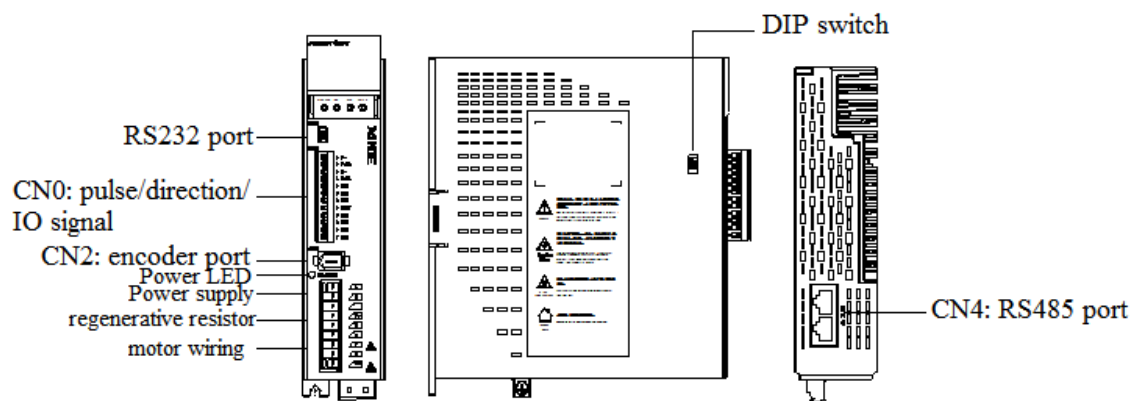 DIP switch
RS232 port
CN0: pulse/direction/
IO signal
CN2: encoder port
Power LED
Power supply
regenerative resistor
motor wiring
CN4: RS485 port